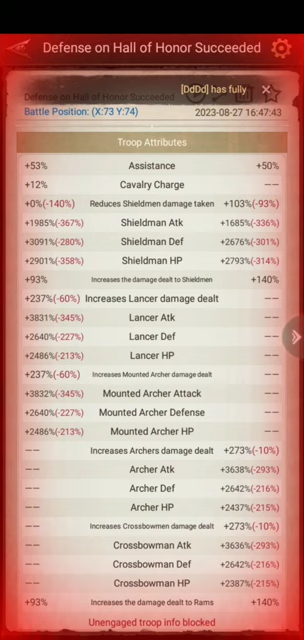 Defense on Hall of Honor Succeeded
[DdDd] has fully
Defense on Hall of Honor Succeeded
Battle Position: (X:73 Y:74) 2023-08-27 16:47:43
Troop Attributes
+53% Assistance +50%
+12% Cavalry Charge --
+0%(-140%) Reduces Shieldmen damage taken +103%(-93%)
+1985%(-367%) Shieldman Atk +1685%(-336%)
+3091%(-280%) Shieldman Def +2676%(-301%)
+2901%(-358%) Shieldman HP +2793%(-314%)
+93% Increases the damage dealt to Shieldmen +140%
+237%(-60%) Increases Lancer damage dealt --
+3831%(-345%) Lancer Atk --
+2640%(-227%) Lancer Def --
+2486%(-213%) Lancer HP --
+237%(-60%) Increases Mounted Archer damage dealt --
+3832%(-345%) Mounted Archer Attack --
+2640%(-227%) Mounted Archer Defense --
+2486%(-213%) Mounted Archer HP --
-- Increases Archers damage dealt +273%(-10%)
-- Archer Atk +3638%(-293%)
-- Archer Def +2642%(-216%)
-- Archer HP +2437%(-215%)
-- Increases Crossbowmen damage dealt +273%(-10%)
-- Crossbowman Atk +3636%(-293%)
-- Crossbowman Def +2642%(-216%)
-- Crossbowman HP +2387%(-215%)
+93% Increases the damage dealt to Rams +140%
Unengaged troop info blocked